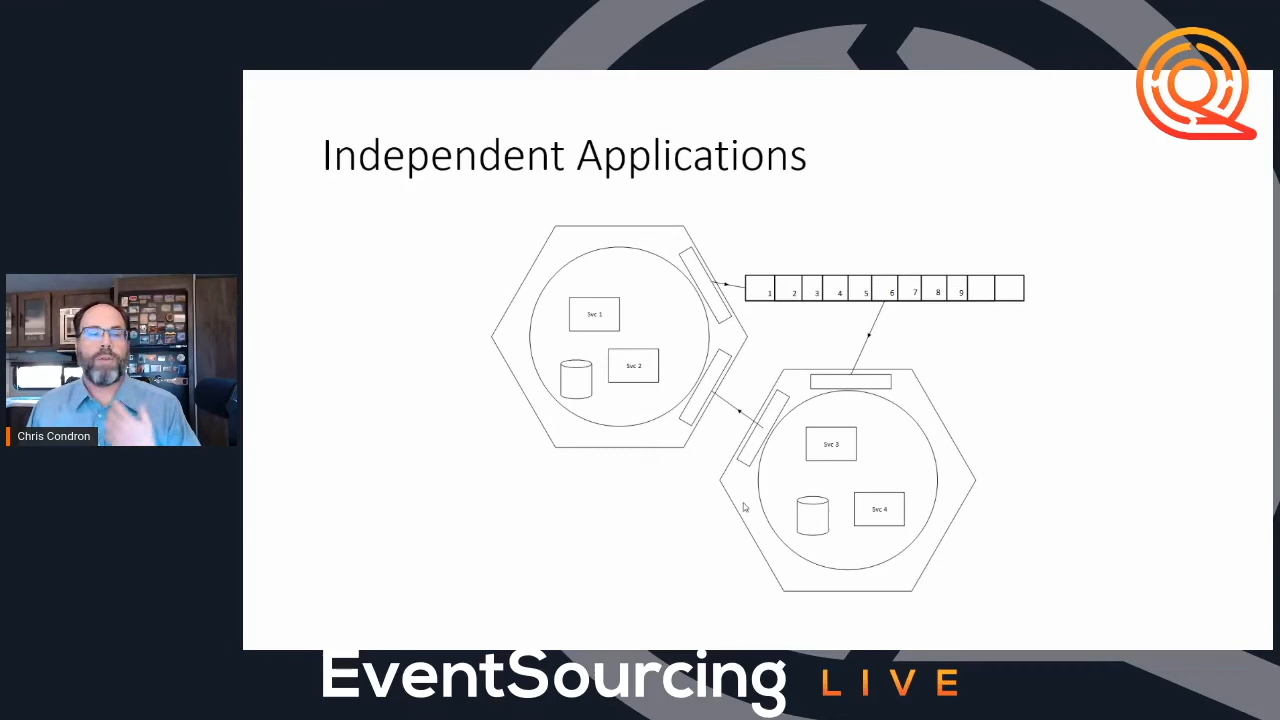 Independent Applications
1 2 3 4 5 6 7 8 9
Svc 1
Svc 2
Svc 3
Svc 4
Chris Condron
EventSourcing LIVE